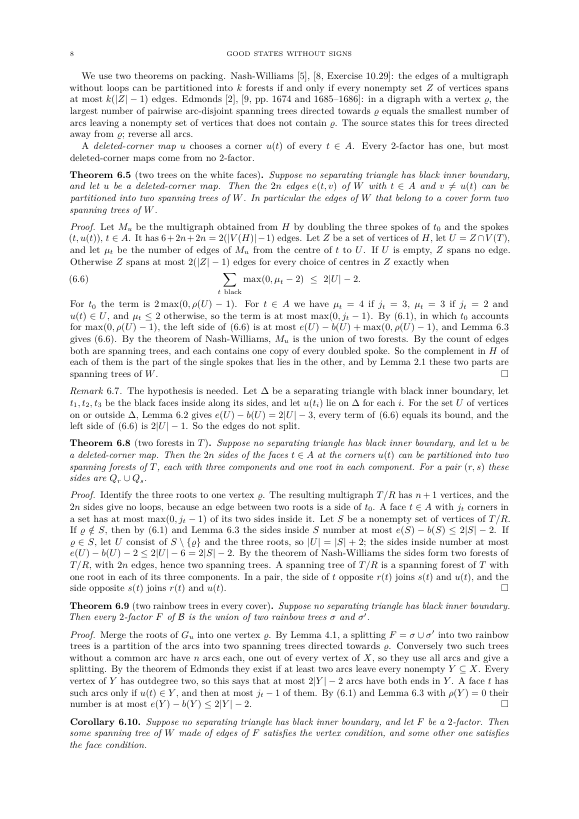 8 GOOD STATES WITHOUT SIGNS
We use two theorems on packing. Nash-Williams [5], [8, Exercise 10.29]: the edges of a multigraph
without loops can be partitioned into k forests if and only if every nonempty set Z of vertices spans
at most k(|Z| − 1) edges. Edmonds [2], [9, pp. 1674 and 1685–1686]: in a digraph with a vertex ϱ, the
largest number of pairwise arc-disjoint spanning trees directed towards ϱ equals the smallest number of
arcs leaving a nonempty set of vertices that does not contain ϱ. The source states this for trees directed
away from ϱ; reverse all arcs.
A deleted-corner map u chooses a corner u(t) of every t ∈ A. Every 2-factor has one, but most
deleted-corner maps come from no 2-factor.
Theorem 6.5 (two trees on the white faces). Suppose no separating triangle has black inner boundary,
and let u be a deleted-corner map. Then the 2n edges e(t, v) of W with t ∈ A and v ≠ u(t) can be
partitioned into two spanning trees of W. In particular the edges of W that belong to a cover form two
spanning trees of W.
Proof. Let Mᵤ be the multigraph obtained from H by doubling the three spokes of t₀ and the spokes
(t, u(t)), t ∈ A. It has 6+2n+2n = 2(|V(H)|−1) edges. Let Z be a set of vertices of H, let U = Z∩V(T),
and let μₜ be the number of edges of Mᵤ from the centre of t to U. If U is empty, Z spans no edge.
Otherwise Z spans at most 2(|Z| − 1) edges for every choice of centres in Z exactly when
(6.6) ∑_{t black} max(0, μₜ − 2) ≤ 2|U| − 2.
For t₀ the term is 2 max(0, ρ(U) − 1). For t ∈ A we have μₜ = 4 if jₜ = 3, μₜ = 3 if jₜ = 2 and
u(t) ∈ U, and μₜ ≤ 2 otherwise, so the term is at most max(0, jₜ − 1). By (6.1), in which t₀ accounts
for max(0, ρ(U) − 1), the left side of (6.6) is at most e(U) − b(U) + max(0, ρ(U) − 1), and Lemma 6.3
gives (6.6). By the theorem of Nash-Williams, Mᵤ is the union of two forests. By the count of edges
both are spanning trees, and each contains one copy of every doubled spoke. So the complement in H of
each of them is the part of the single spokes that lies in the other, and by Lemma 2.1 these two parts are
spanning trees of W. □
Remark 6.7. The hypothesis is needed. Let Δ be a separating triangle with black inner boundary, let
t₁, t₂, t₃ be the black faces inside along its sides, and let u(tᵢ) lie on Δ for each i. For the set U of vertices
on or outside Δ, Lemma 6.2 gives e(U) − b(U) = 2|U| − 3, every term of (6.6) equals its bound, and the
left side of (6.6) is 2|U| − 1. So the edges do not split.
Theorem 6.8 (two forests in T). Suppose no separating triangle has black inner boundary, and let u be
a deleted-corner map. Then the 2n sides of the faces t ∈ A at the corners u(t) can be partitioned into two
spanning forests of T, each with three components and one root in each component. For a pair (r, s) these
sides are Qᵣ ∪ Qₛ.
Proof. Identify the three roots to one vertex ϱ. The resulting multigraph T/R has n + 1 vertices, and the
2n sides give no loops, because an edge between two roots is a side of t₀. A face t ∈ A with jₜ corners in
a set has at most max(0, jₜ − 1) of its two sides inside it. Let S be a nonempty set of vertices of T/R.
If ϱ ∉ S, then by (6.1) and Lemma 6.3 the sides inside S number at most e(S) − b(S) ≤ 2|S| − 2. If
ϱ ∈ S, let U consist of S \ {ϱ} and the three roots, so |U| = |S| + 2; the sides inside number at most
e(U) − b(U) − 2 ≤ 2|U| − 6 = 2|S| − 2. By the theorem of Nash-Williams the sides form two forests of
T/R, with 2n edges, hence two spanning trees. A spanning tree of T/R is a spanning forest of T with
one root in each of its three components. In a pair, the side of t opposite r(t) joins s(t) and u(t), and the
side opposite s(t) joins r(t) and u(t). □
Theorem 6.9 (two rainbow trees in every cover). Suppose no separating triangle has black inner boundary.
Then every 2-factor F of ℬ is the union of two rainbow trees σ and σ′.
Proof. Merge the roots of Gᵤ into one vertex ϱ. By Lemma 4.1, a splitting F = σ ∪ σ′ into two rainbow
trees is a partition of the arcs into two spanning trees directed towards ϱ. Conversely two such trees
without a common arc have n arcs each, one out of every vertex of X, so they use all arcs and give a
splitting. By the theorem of Edmonds they exist if at least two arcs leave every nonempty Y ⊆ X. Every
vertex of Y has outdegree two, so this says that at most 2|Y| − 2 arcs have both ends in Y. A face t has
such arcs only if u(t) ∈ Y, and then at most jₜ − 1 of them. By (6.1) and Lemma 6.3 with ρ(Y) = 0 their
number is at most e(Y) − b(Y) ≤ 2|Y| − 2. □
Corollary 6.10. Suppose no separating triangle has black inner boundary, and let F be a 2-factor. Then
some spanning tree of W made of edges of F satisfies the vertex condition, and some other one satisfies
the face condition.